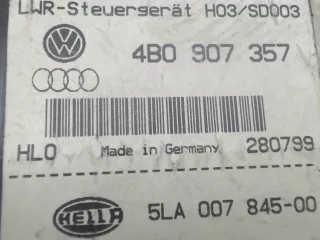 LWR-Steuergerät H03/SD003
4B0 907 357
HLO Made in Germany 280799
HELLA 5LA 007 845-00